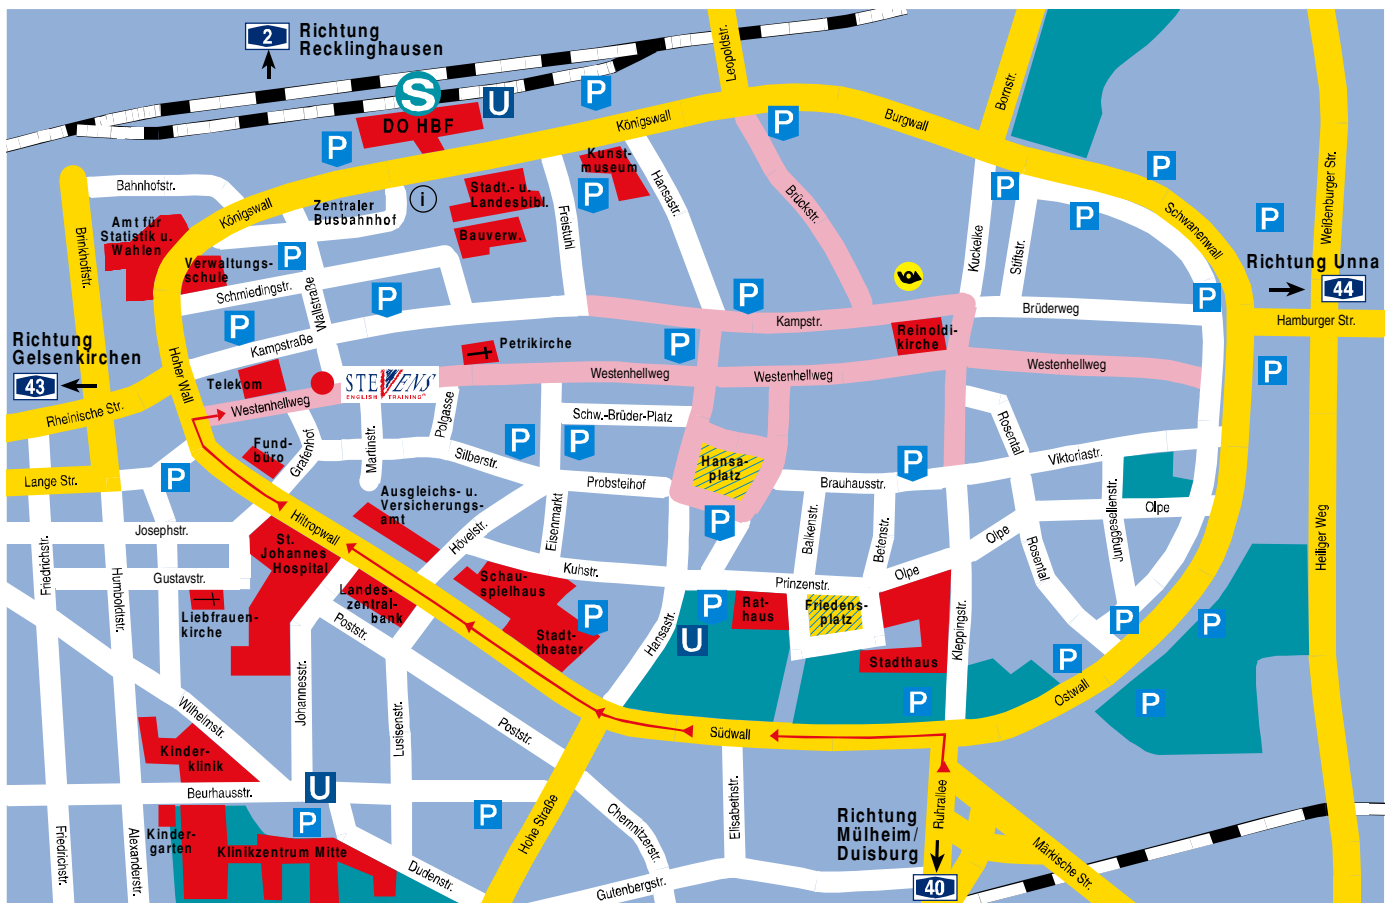 2
Richtung
Recklinghausen
S
U
P
DO HBF
P
Königswall
Leopoldstr.
P
Burgwall
Bornstr.
P
P
P
P
Weißenburger Str.
Bahnhofstr.
Königswall
Zentraler
Busbahnhof
i
Stadt.- u.
Landesbibl.
Bauverw.
Kunst-
museum
P
Freistuhl
Hansastr.
Brückstr.
Kuckelke
Stiftstr.
Schwanenwall
P
Richtung Unna
44
Hamburger Str.
Brinkhoffstr.
Amt für
Statistik u.
Wahlen
Verwaltungs-
schule
P
Schmiedingstr.
Wallstraße
P
P
P
Kampstr.
Reinoldi-
kirche
Brüderweg
P
Richtung
Gelsenkirchen
43
Hoher Wall
Kampstraße
Petrikirche
P
Westenhellweg
Westenhellweg
Westenhellweg
P
Rheinische Str.
Telekom
Westenhellweg
STEVENS
ENGLISH TRAINING
Polgasse
Schw.-Brüder-Platz
Fund-
büro
Grafenhof
Martinstr.
Silberstr.
P
P
Hansa-
platz
P
Rosental
Viktoriastr.
Lange Str.
P
Ausgleichs- u.
Versicherungs-
amt
Probsteihof
Brauhausstr.
Junggesellenstr.
Olpe
Hiltropwall
Hövelstr.
Eisenmarkt
P
Balkenstr.
Betenstr.
Olpe
Rosental
Heiliger Weg
Josephstr.
St.
Johannes
Hospital
Friedrichstr.
Humboldtstr.
Gustavstr.
Liebfrauen-
kirche
Landes-
zentral-
bank
Poststr.
Schau-
spielhaus
Stadt-
theater
Kuhstr.
P
Hansastr.
U
P
Rat-
haus
Prinzenstr.
Friedens-
platz
Olpe
Stadthaus
Kleppingstr.
P
P
P
P
P
Ostwall
Wilhelmstr.
Johannesstr.
Lusisenstr.
Poststr.
Südwall
Kinder-
klinik
Beurhausstr.
U
P
P
Hohe Straße
Chemnitzerstr.
Elisabethstr.
Richtung
Mülheim/
Duisburg
Ruhrallee
40
Märkische Str.
Friedrichstr.
Alexanderstr.
Kinder-
garten
Klinikzentrum Mitte
Dudenstr.
Gutenbergstr.